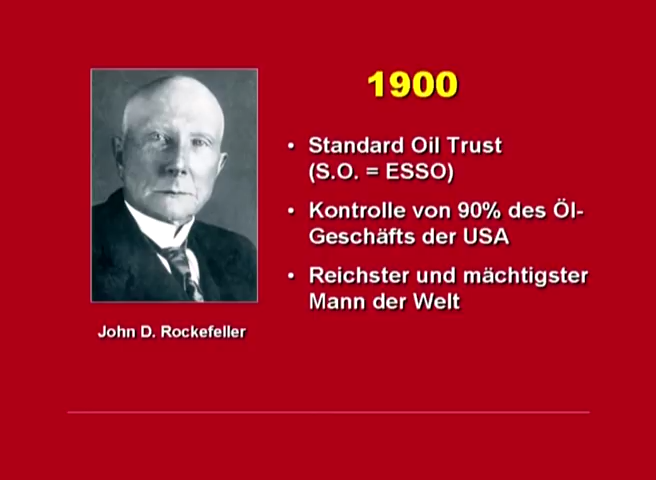 1900
• Standard Oil Trust
(S.O. = ESSO)
• Kontrolle von 90% des Öl-
Geschäfts der USA
• Reichster und mächtigster
Mann der Welt
John D. Rockefeller